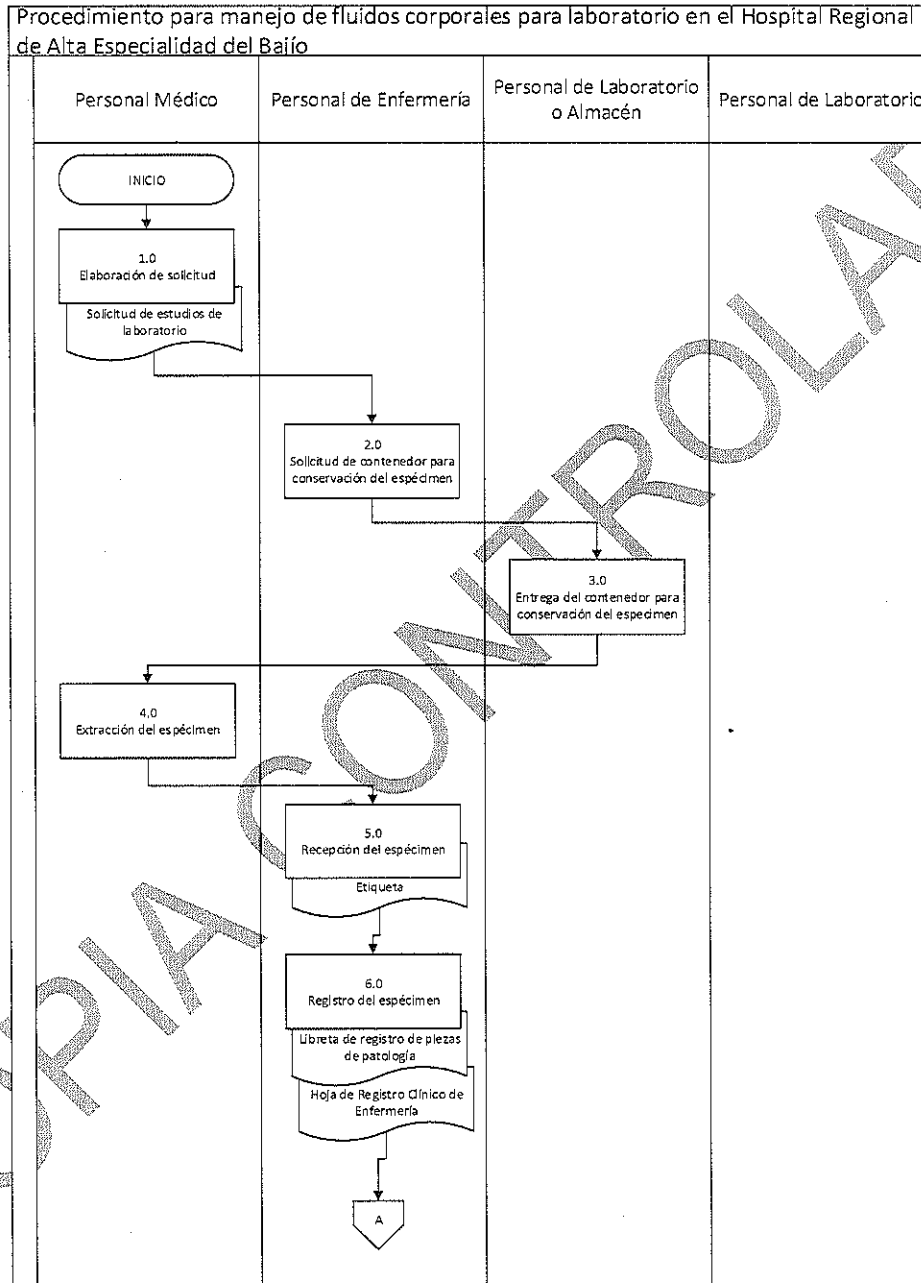 Procedimiento para manejo de fluidos corporales para laboratorio en el Hospital Regional
de Alta Especialidad del Bajío
Personal Médico
Personal de Enfermería
Personal de Laboratorio
o Almacén
Personal de Laboratorio
INICIO
1.0
Elaboración de solicitud
Solicitud de estudios de
laboratorio
2.0
Solicitud de contenedor para
conservación del espécimen
3.0
Entrega del contenedor para
conservación del especimen
4.0
Extracción del espécimen
5.0
Recepción del espécimen
Etiqueta
6.0
Registro del espécimen
Libreta de registro de piezas
de patología
Hoja de Registro Clínico de
Enfermería
A
OPIA CONTROLAD